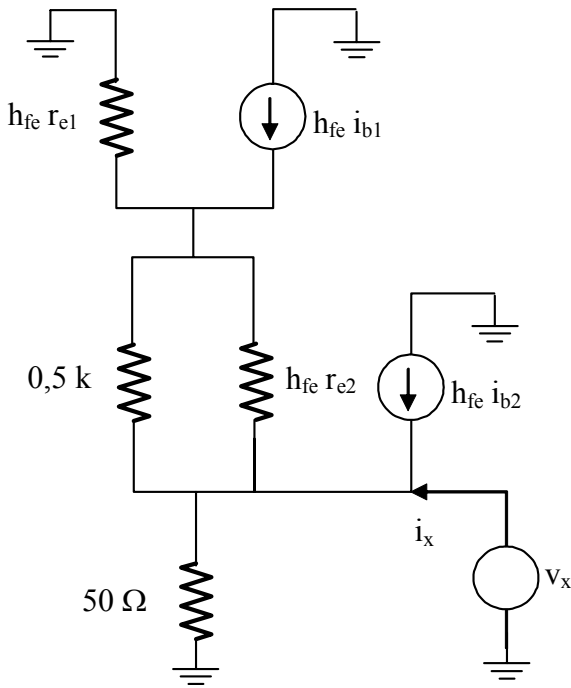 h_fe r_e1
h_fe i_b1
0,5 k
h_fe r_e2
h_fe i_b2
i_x
50 Ω
v_x